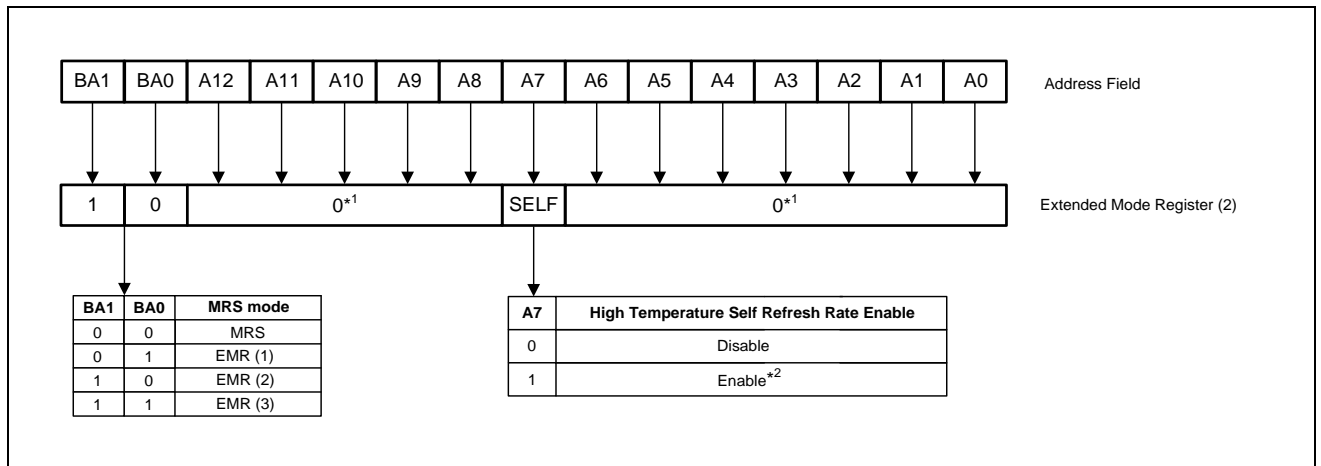 BA1 BA0 A12 A11 A10 A9 A8 A7 A6 A5 A4 A3 A2 A1 A0 Address Field
1 0 0*1 SELF 0*1 Extended Mode Register (2)
BA1 BA0 MRS mode
0 0 MRS
0 1 EMR (1)
1 0 EMR (2)
1 1 EMR (3)
A7 High Temperature Self Refresh Rate Enable
0 Disable
1 Enable*2